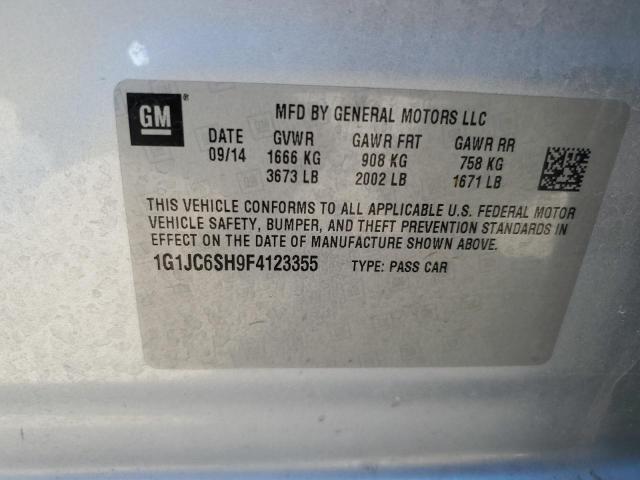 GM ®
MFD BY GENERAL MOTORS LLC
DATE GVWR GAWR FRT GAWR RR
09/14 1666 KG 908 KG 758 KG
3673 LB 2002 LB 1671 LB
THIS VEHICLE CONFORMS TO ALL APPLICABLE U.S. FEDERAL MOTOR
VEHICLE SAFETY, BUMPER, AND THEFT PREVENTION STANDARDS IN
EFFECT ON THE DATE OF MANUFACTURE SHOWN ABOVE.
1G1JC6SH9F4123355 TYPE: PASS CAR